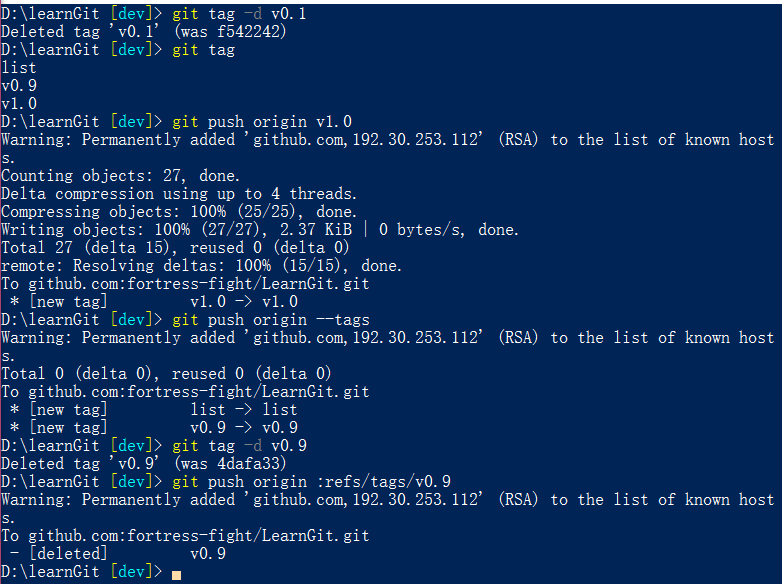 D:\learnGit [dev]> git tag -d v0.1
Deleted tag 'v0.1' (was f542242)
D:\learnGit [dev]> git tag
list
v0.9
v1.0
D:\learnGit [dev]> git push origin v1.0
Warning: Permanently added 'github.com,192.30.253.112' (RSA) to the list of known host
s.
Counting objects: 27, done.
Delta compression using up to 4 threads.
Compressing objects: 100% (25/25), done.
Writing objects: 100% (27/27), 2.37 KiB | 0 bytes/s, done.
Total 27 (delta 15), reused 0 (delta 0)
remote: Resolving deltas: 100% (15/15), done.
To github.com:fortress-fight/LearnGit.git
 * [new tag]         v1.0 -> v1.0
D:\learnGit [dev]> git push origin --tags
Warning: Permanently added 'github.com,192.30.253.112' (RSA) to the list of known host
s.
Total 0 (delta 0), reused 0 (delta 0)
To github.com:fortress-fight/LearnGit.git
 * [new tag]         list -> list
 * [new tag]         v0.9 -> v0.9
D:\learnGit [dev]> git tag -d v0.9
Deleted tag 'v0.9' (was 4dafa33)
D:\learnGit [dev]> git push origin :refs/tags/v0.9
Warning: Permanently added 'github.com,192.30.253.112' (RSA) to the list of known host
s.
To github.com:fortress-fight/LearnGit.git
 - [deleted]         v0.9
D:\learnGit [dev]>